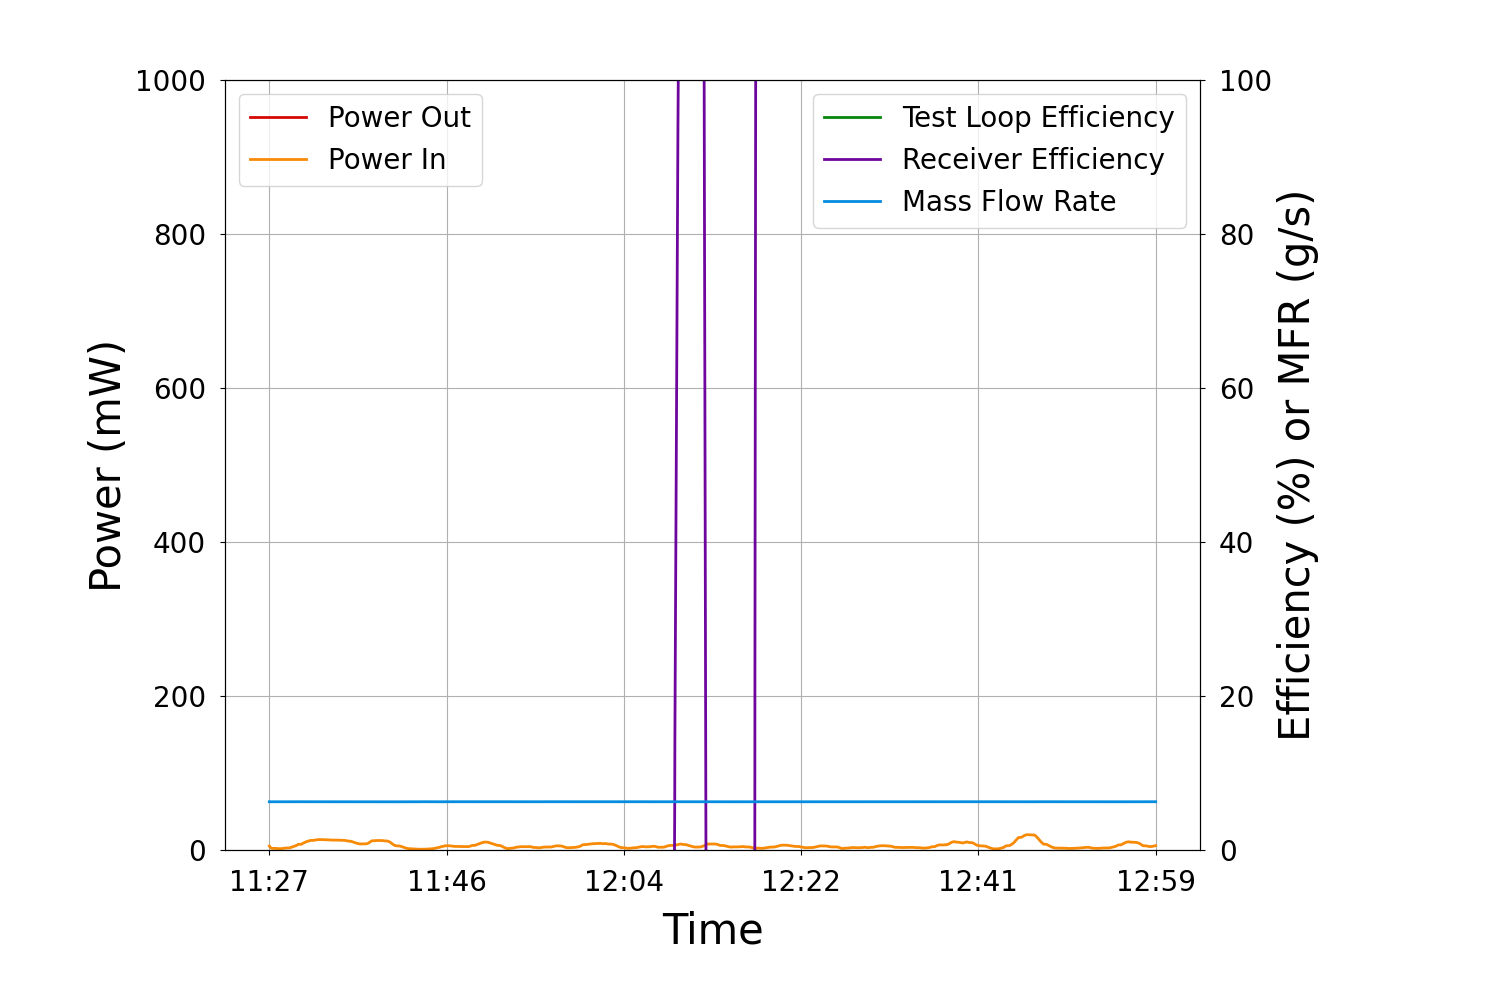 Power Out
Power In
Test Loop Efficiency
Receiver Efficiency
Mass Flow Rate
1000
800
600
400
200
0
Power (mW)
100
80
60
40
20
0
Efficiency (%) or MFR (g/s)
11:27 11:46 12:04 12:22 12:41 12:59
Time